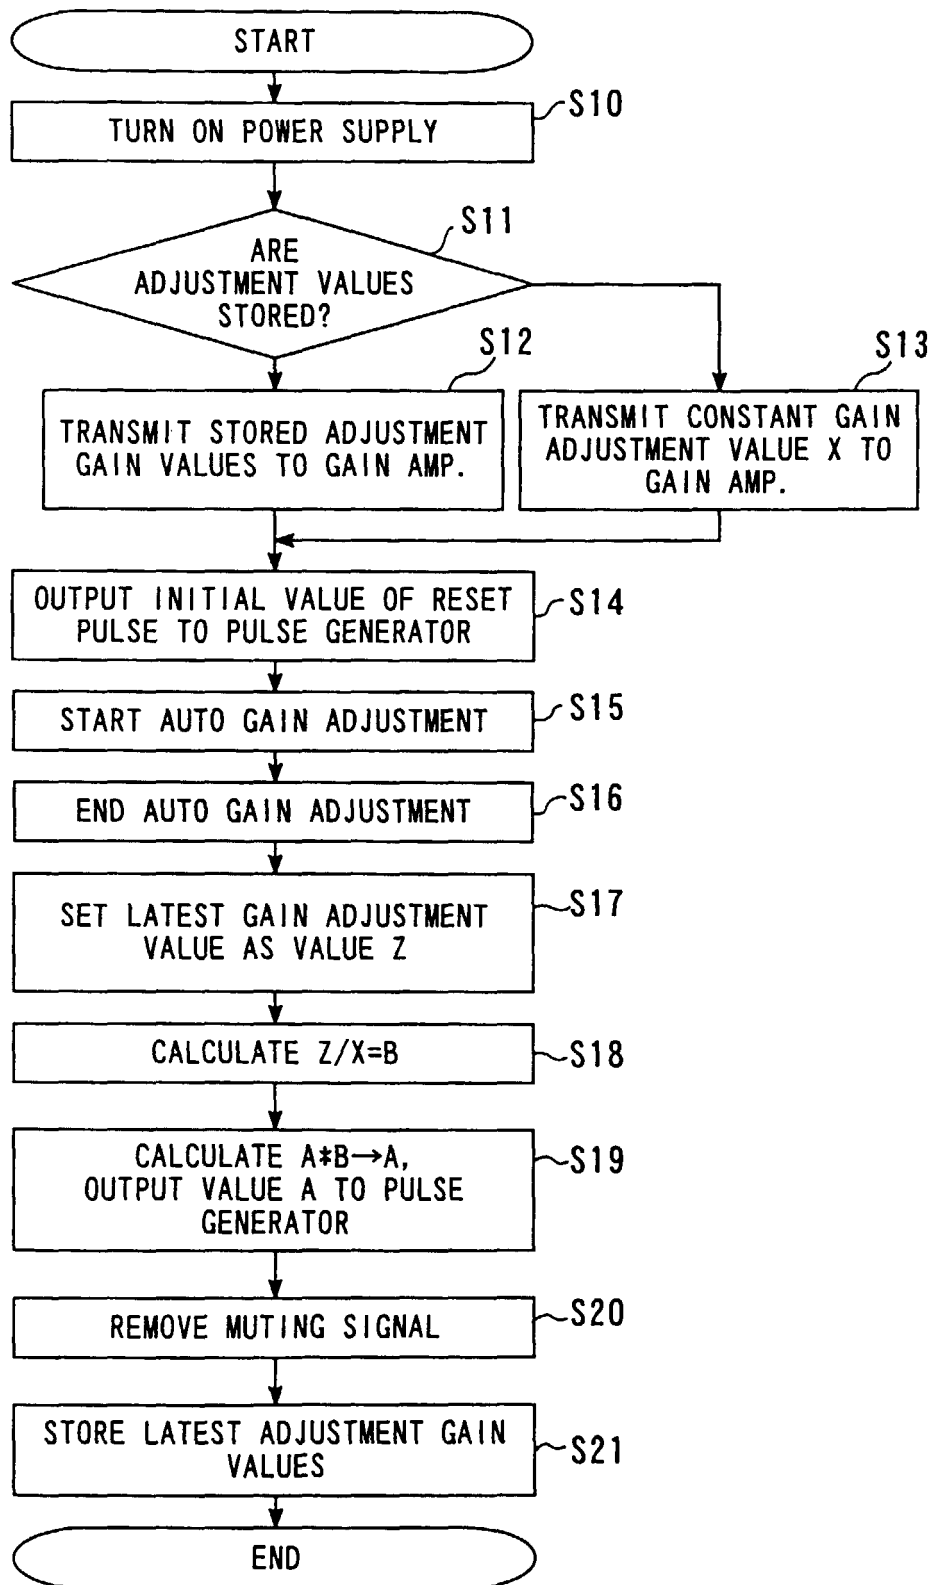 START
S10
TURN ON POWER SUPPLY
S11
ARE
ADJUSTMENT VALUES
STORED?
S12
TRANSMIT STORED ADJUSTMENT
GAIN VALUES TO GAIN AMP.
S13
TRANSMIT CONSTANT GAIN
ADJUSTMENT VALUE X TO
GAIN AMP.
OUTPUT INITIAL VALUE OF RESET
PULSE TO PULSE GENERATOR
S14
START AUTO GAIN ADJUSTMENT
S15
END AUTO GAIN ADJUSTMENT
S16
SET LATEST GAIN ADJUSTMENT
VALUE AS VALUE Z
S17
CALCULATE Z/X=B
S18
CALCULATE A*B→A,
OUTPUT VALUE A TO PULSE
GENERATOR
S19
REMOVE MUTING SIGNAL
S20
STORE LATEST ADJUSTMENT GAIN
VALUES
S21
END